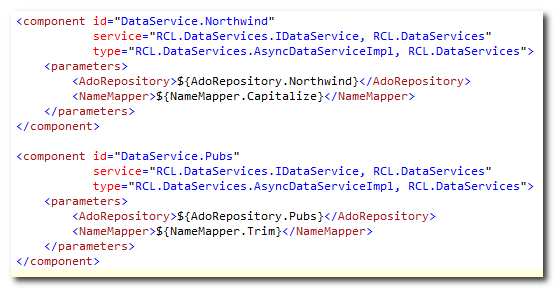 <component id="DataService.Northwind"
service="RCL.DataServices.IDataService, RCL.DataServices"
type="RCL.DataServices.AsyncDataServiceImpl, RCL.DataServices">
<parameters>
<AdoRepository>${AdoRepository.Northwind}</AdoRepository>
<NameMapper>${NameMapper.Capitalize}</NameMapper>
</parameters>
</component>
<component id="DataService.Pubs"
service="RCL.DataServices.IDataService, RCL.DataServices"
type="RCL.DataServices.AsyncDataServiceImpl, RCL.DataServices">
<parameters>
<AdoRepository>${AdoRepository.Pubs}</AdoRepository>
<NameMapper>${NameMapper.Trim}</NameMapper>
</parameters>
</component>